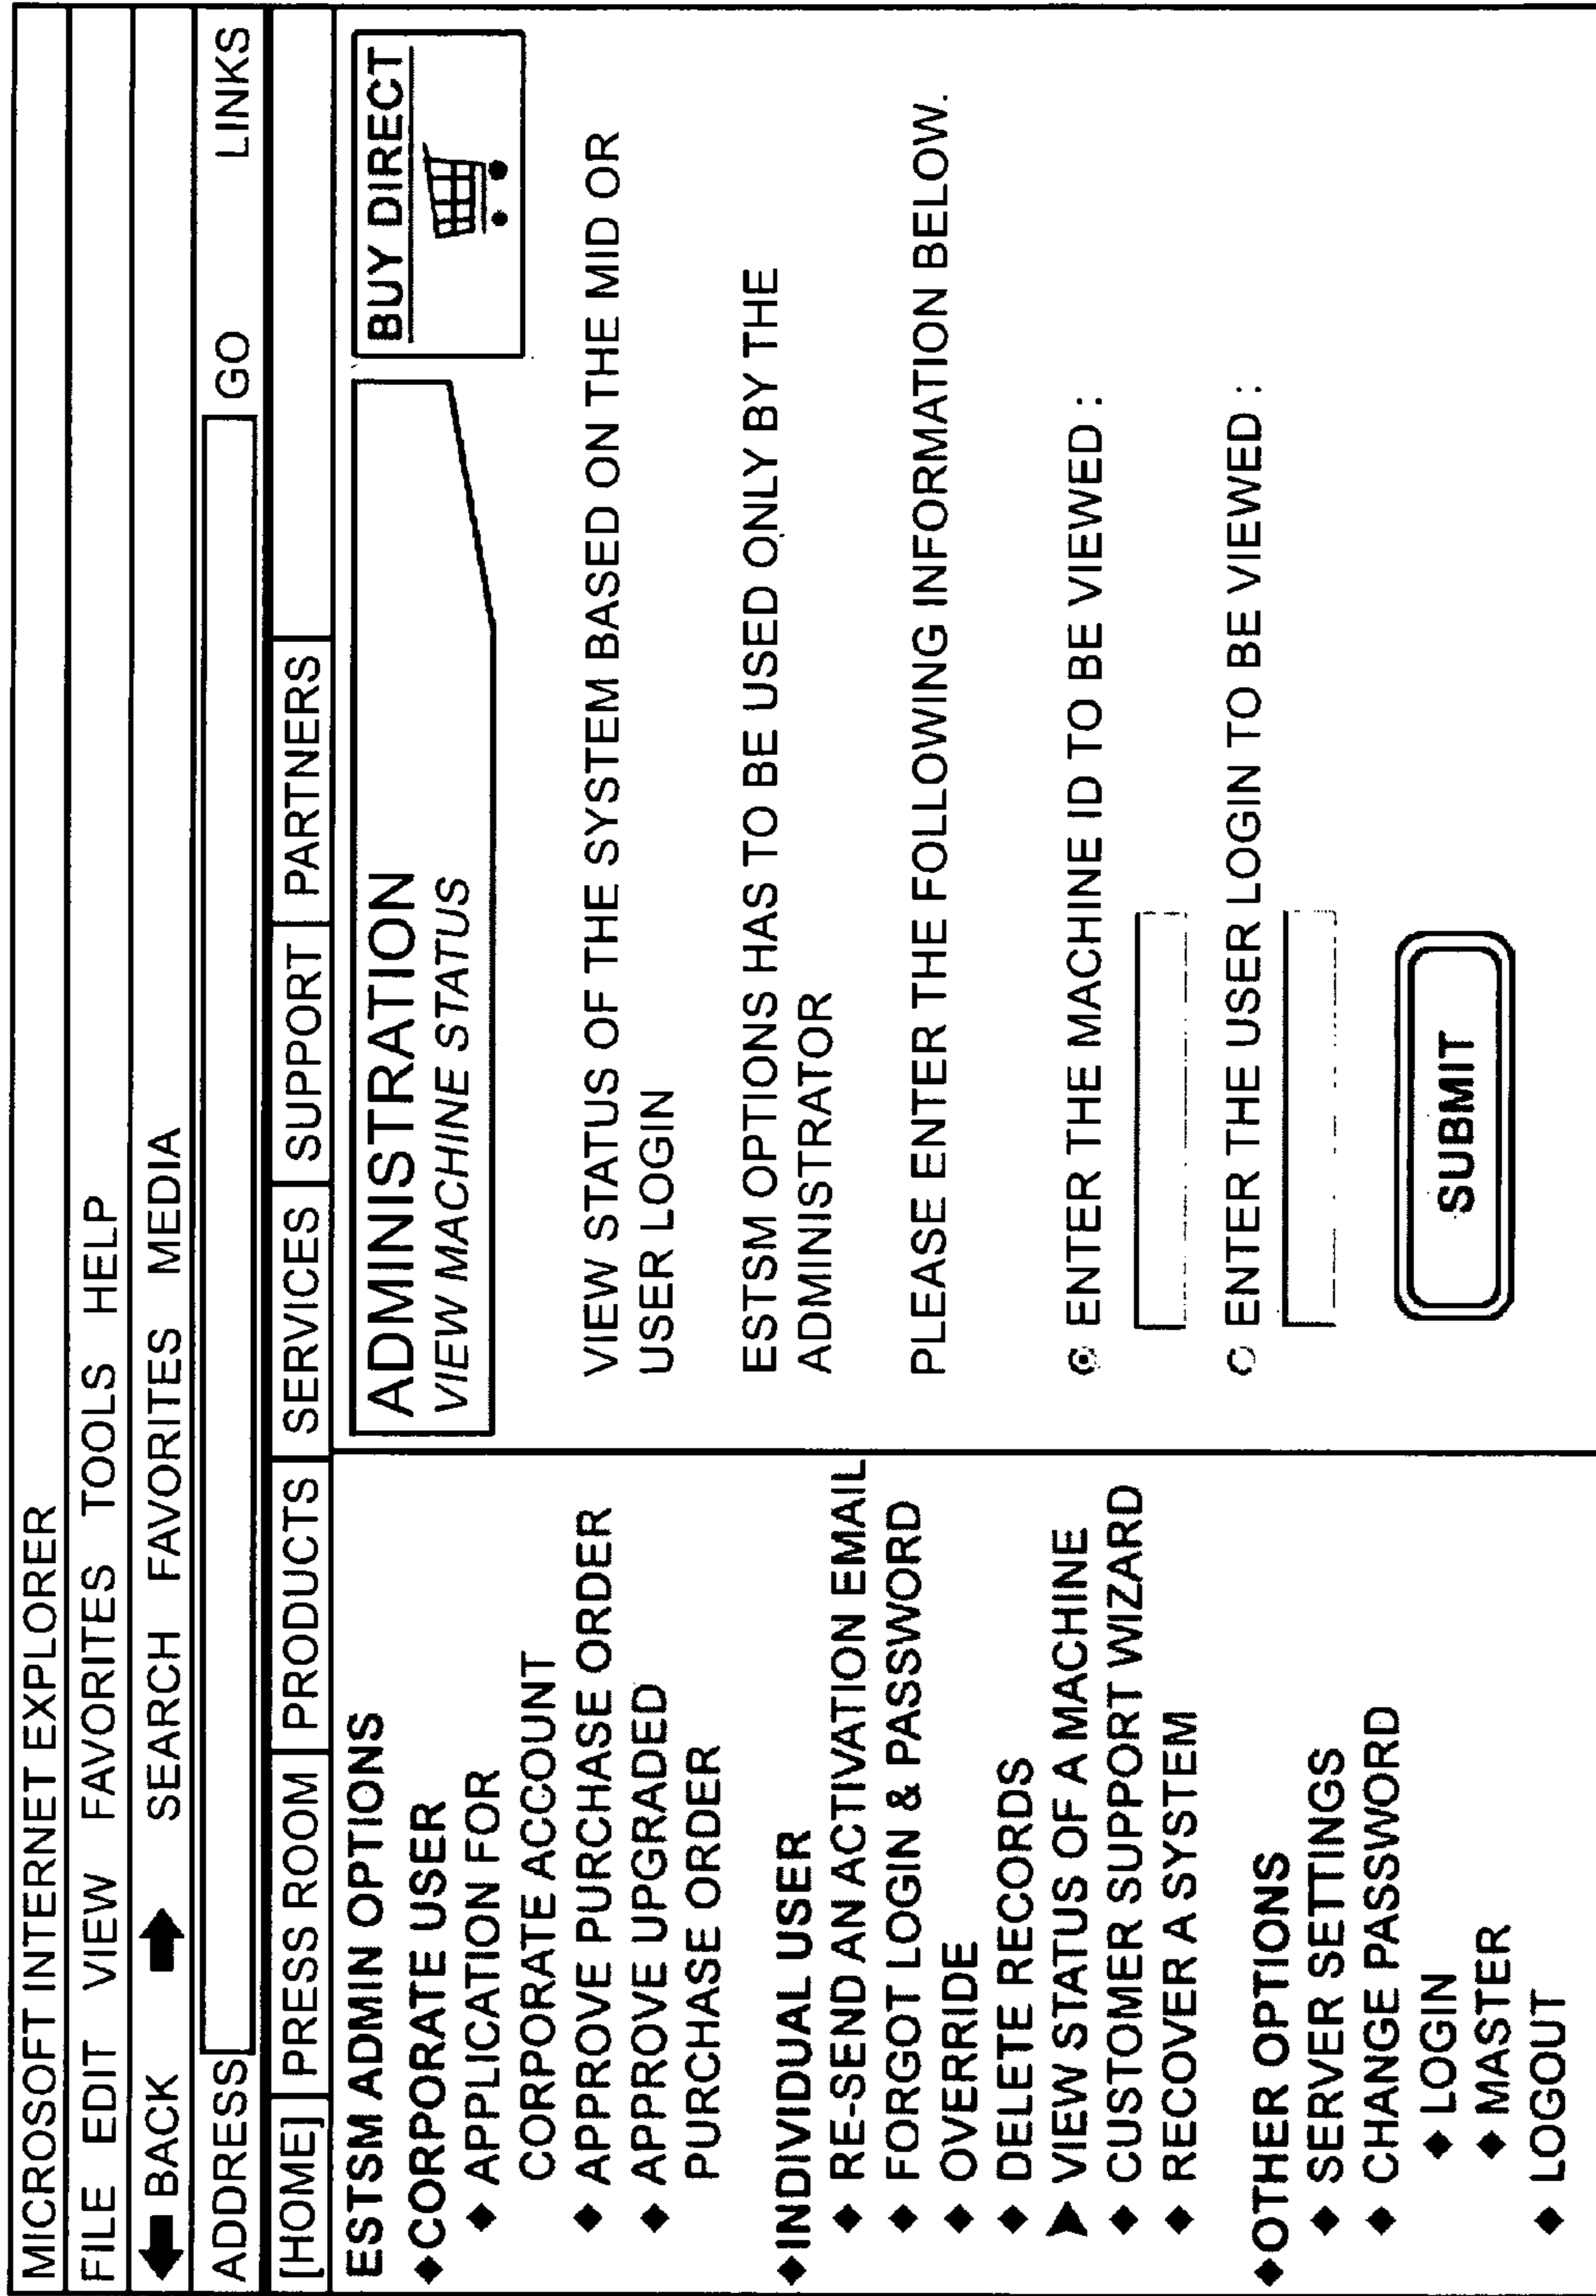 MICROSOFT INTERNET EXPLORER
FILE EDIT VIEW FAVORITES TOOLS HELP
BACK SEARCH FAVORITES MEDIA
ADDRESS GO LINKS
[HOME] PRESS ROOM PRODUCTS SERVICES SUPPORT PARTNERS
ESTSM ADMIN OPTIONS
CORPORATE USER
APPLICATION FOR
CORPORATE ACCOUNT
APPROVE PURCHASE ORDER
APPROVE UPGRADED
PURCHASE ORDER
INDIVIDUAL USER
RE-SEND AN ACTIVATION EMAIL
FORGOT LOGIN & PASSWORD
OVERRIDE
DELETE RECORDS
VIEW STATUS OF A MACHINE
CUSTOMER SUPPORT WIZARD
RECOVER A SYSTEM
OTHER OPTIONS
SERVER SETTINGS
CHANGE PASSWORD
LOGIN
MASTER
LOGOUT
ADMINISTRATION
VIEW MACHINE STATUS
BUY DIRECT
VIEW STATUS OF THE SYSTEM BASED ON THE MID OR
USER LOGIN
ESTSM OPTIONS HAS TO BE USED ONLY BY THE
ADMINISTRATOR
PLEASE ENTER THE FOLLOWING INFORMATION BELOW.
ENTER THE MACHINE ID TO BE VIEWED :
ENTER THE USER LOGIN TO BE VIEWED :
SUBMIT